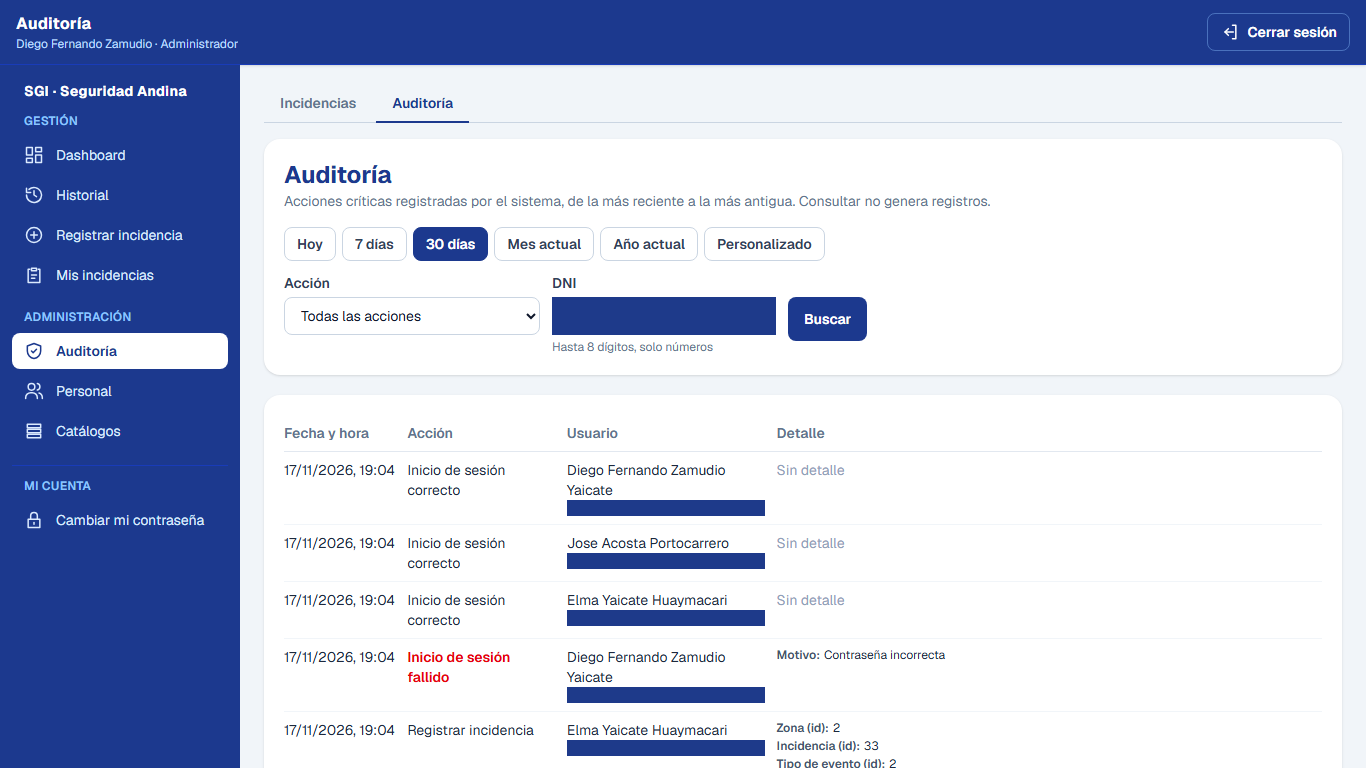 Auditoría
Diego Fernando Zamudio · Administrador
Cerrar sesión
SGI · Seguridad Andina
GESTIÓN
Dashboard
Historial
Registrar incidencia
Mis incidencias
ADMINISTRACIÓN
Auditoría
Personal
Catálogos
MI CUENTA
Cambiar mi contraseña
Incidencias Auditoría
Auditoría
Acciones críticas registradas por el sistema, de la más reciente a la más antigua. Consultar no genera registros.
Hoy 7 días 30 días Mes actual Año actual Personalizado
Acción DNI
Todas las acciones Buscar
Hasta 8 dígitos, solo números
Fecha y hora Acción Usuario Detalle
17/11/2026, 19:04 Inicio de sesión Diego Fernando Zamudio Sin detalle
correcto Yaicate
17/11/2026, 19:04 Inicio de sesión Jose Acosta Portocarrero Sin detalle
correcto
17/11/2026, 19:04 Inicio de sesión Elma Yaicate Huaymacari Sin detalle
correcto
17/11/2026, 19:04 Inicio de sesión Diego Fernando Zamudio Motivo: Contraseña incorrecta
fallido Yaicate
17/11/2026, 19:04 Registrar incidencia Elma Yaicate Huaymacari Zona (id): 2
Incidencia (id): 33
Tipo de evento (id): 2